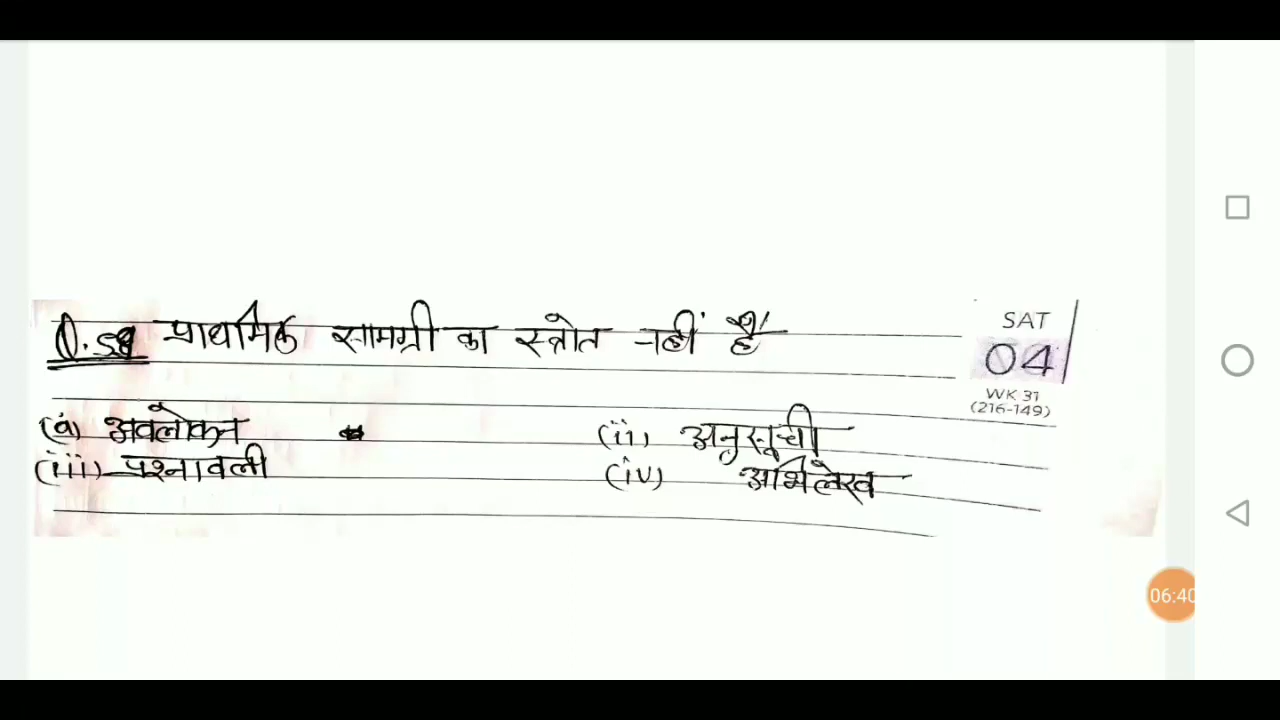 Q.58 प्राथमिक सामग्री का स्त्रोत नहीं है
SAT
04
WK 31
(216-149)
(i) अवलोकन (ii) अनुसूची
(iii) प्रश्नावली (iv) अभिलेख
06:40